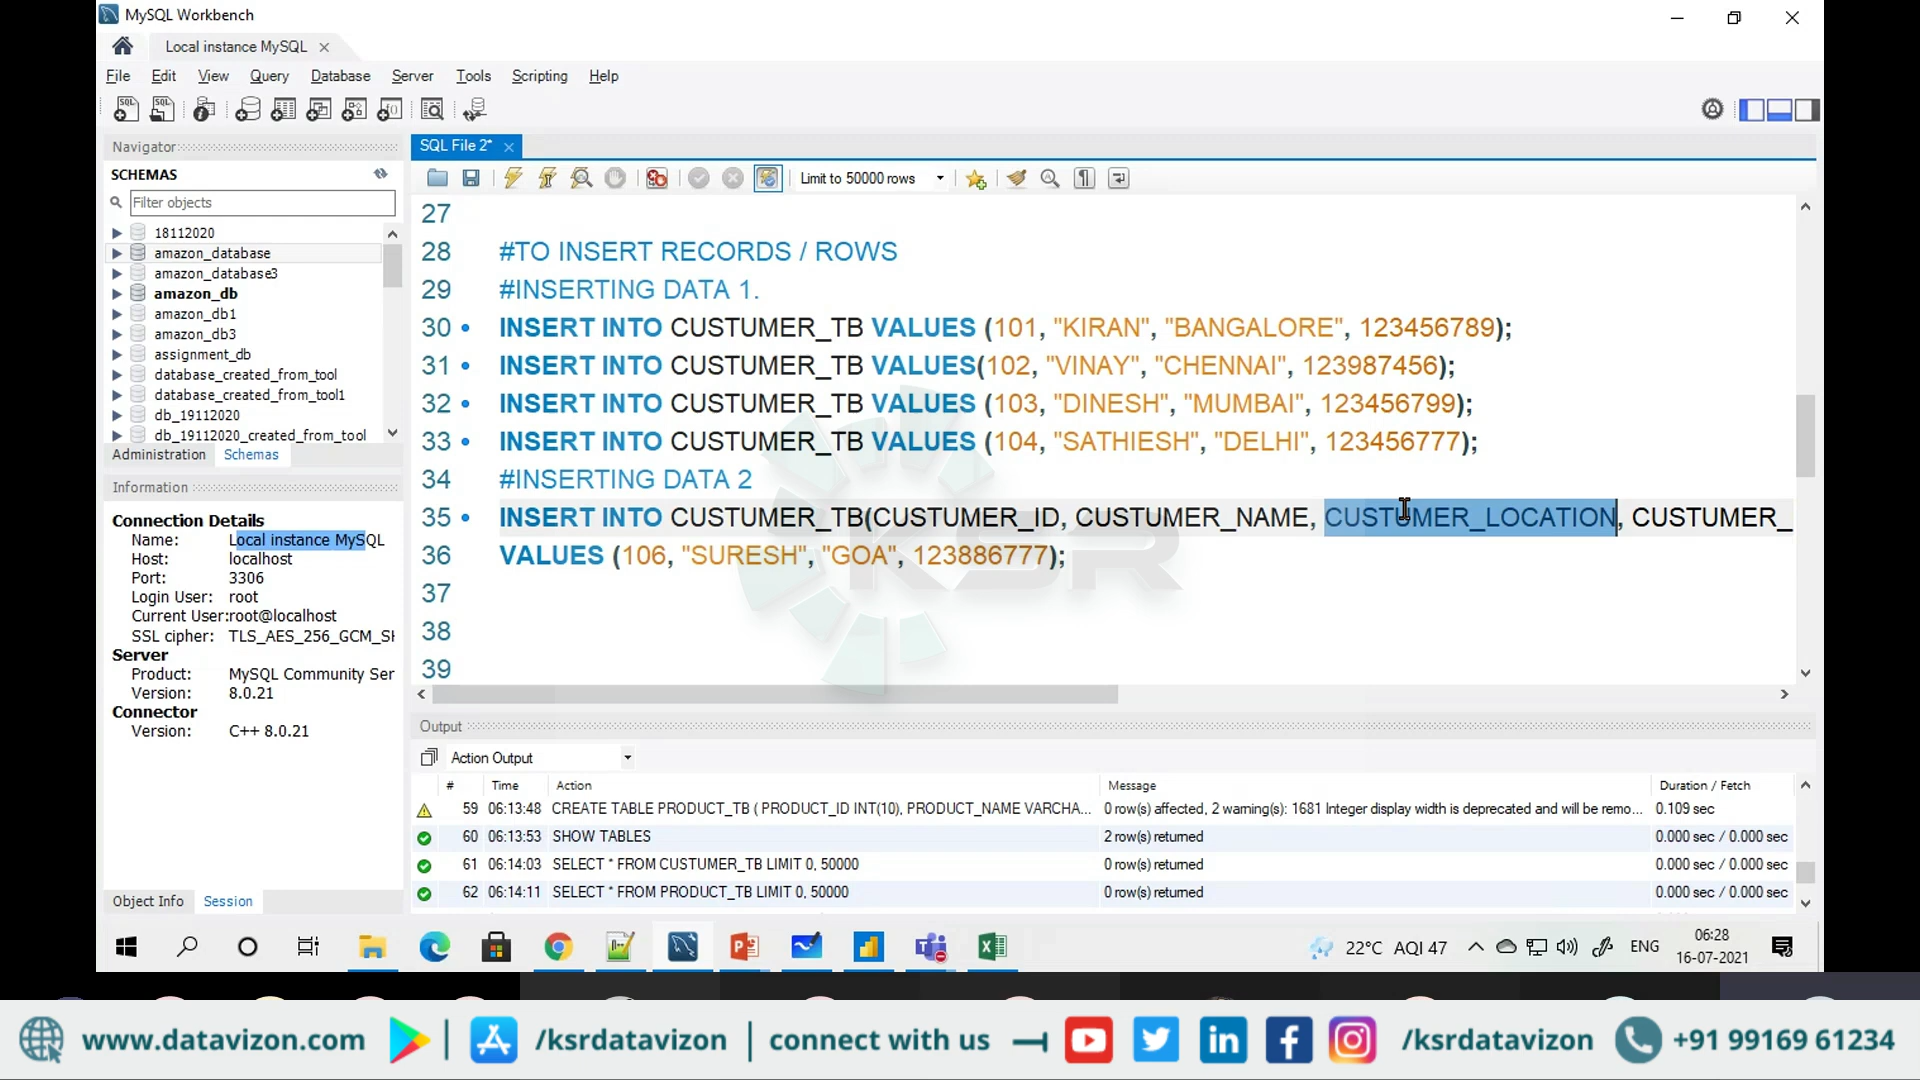 MySQL Workbench
Local instance MySQL
File Edit View Query Database Server Tools Scripting Help
Navigator
SCHEMAS
Filter objects
18112020
amazon_database
amazon_database3
amazon_db
amazon_db1
amazon_db3
assignment_db
database_created_from_tool
database_created_from_tool1
db_19112020
db_19112020_created_from_tool
Administration Schemas
Information
Connection Details
Name: Local instance MySQL
Host: localhost
Port: 3306
Login User: root
Current User: root@localhost
SSL cipher: TLS_AES_256_GCM_SH
Server
Product: MySQL Community Ser
Version: 8.0.21
Connector
Version: C++ 8.0.21
Object Info Session
SQL File 2*
Limit to 50000 rows
27
28 #TO INSERT RECORDS / ROWS
29 #INSERTING DATA 1.
30 INSERT INTO CUSTUMER_TB VALUES (101, "KIRAN", "BANGALORE", 123456789);
31 INSERT INTO CUSTUMER_TB VALUES(102, "VINAY", "CHENNAI", 123987456);
32 INSERT INTO CUSTUMER_TB VALUES (103, "DINESH", "MUMBAI", 123456799);
33 INSERT INTO CUSTUMER_TB VALUES (104, "SATHIESH", "DELHI", 123456777);
34 #INSERTING DATA 2
35 INSERT INTO CUSTUMER_TB(CUSTUMER_ID, CUSTUMER_NAME, CUSTUMER_LOCATION, CUSTUMER_
36 VALUES (106, "SURESH", "GOA", 123886777);
37
38
39
KSR
Output
Action Output
# Time Action Message Duration / Fetch
59 06:13:48 CREATE TABLE PRODUCT_TB ( PRODUCT_ID INT(10), PRODUCT_NAME VARCHA... 0 row(s) affected, 2 warning(s): 1681 Integer display width is deprecated and will be remo... 0.109 sec
60 06:13:53 SHOW TABLES 2 row(s) returned 0.000 sec / 0.000 sec
61 06:14:03 SELECT * FROM CUSTUMER_TB LIMIT 0, 50000 0 row(s) returned 0.000 sec / 0.000 sec
62 06:14:11 SELECT * FROM PRODUCT_TB LIMIT 0, 50000 0 row(s) returned 0.000 sec / 0.000 sec
22°C AQI 47 ENG 06:28
16-07-2021
www.datavizon.com | /ksrdatavizon | connect with us /ksrdatavizon +91 99169 61234